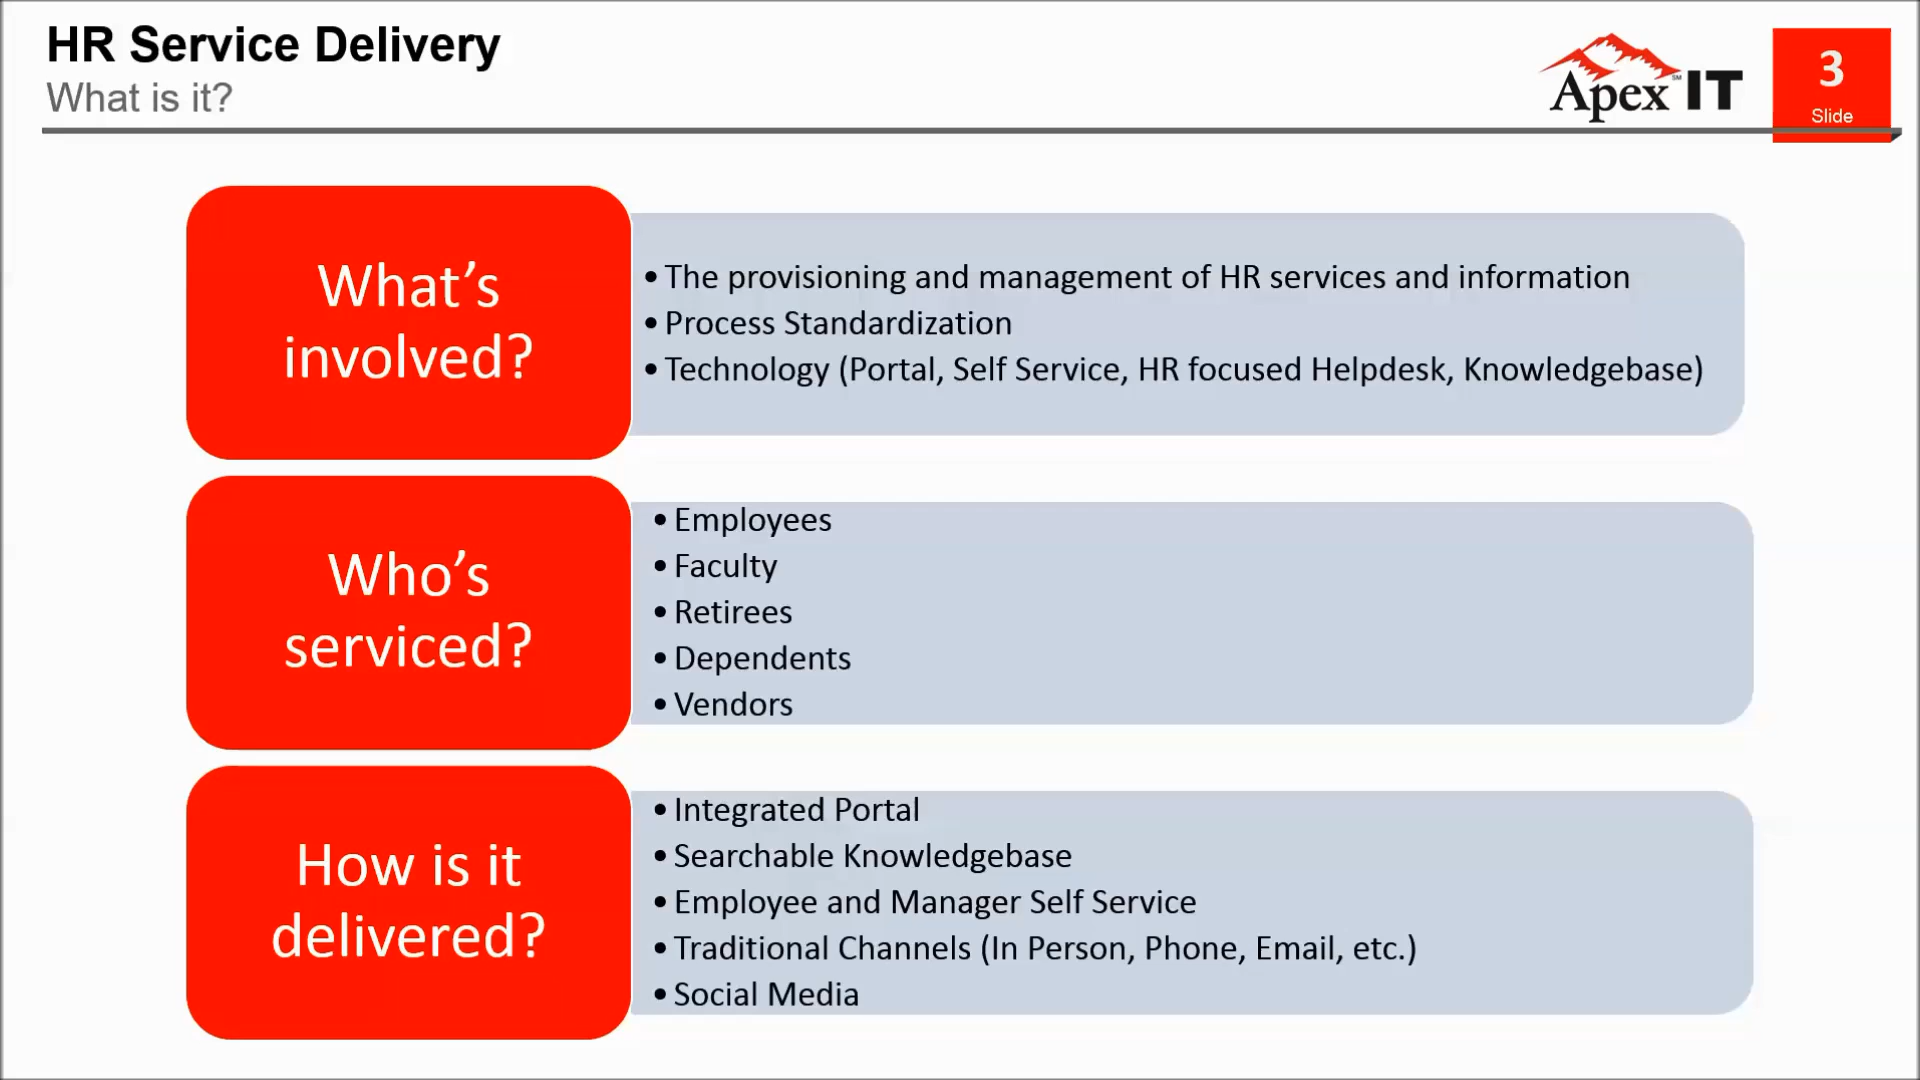 HR Service Delivery
What is it?
Apex IT
SM
3
Slide
What’s
involved?
• The provisioning and management of HR services and information
• Process Standardization
• Technology (Portal, Self Service, HR focused Helpdesk, Knowledgebase)
Who’s
serviced?
• Employees
• Faculty
• Retirees
• Dependents
• Vendors
How is it
delivered?
• Integrated Portal
• Searchable Knowledgebase
• Employee and Manager Self Service
• Traditional Channels (In Person, Phone, Email, etc.)
• Social Media